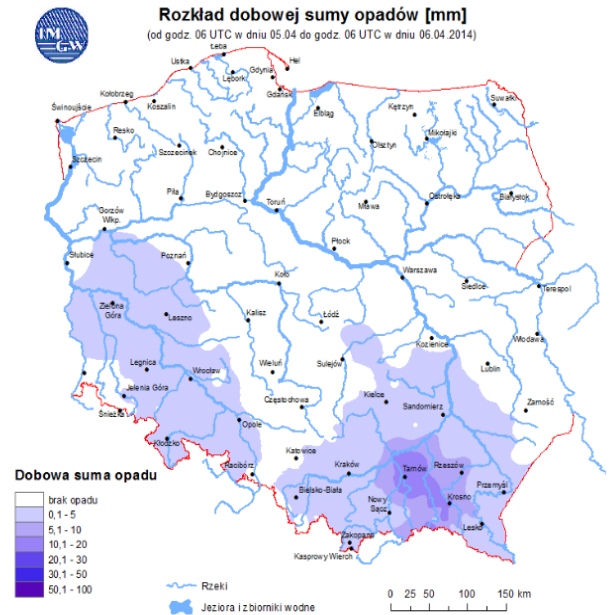 Rozkład dobowej sumy opadów [mm]
(od godz. 06 UTC w dniu 05.04 do godz. 06 UTC w dniu 06.04.2014)
IMGW
Łeba
Ustka
Hel
Lębork
Gdynia
Gdańsk
Kołobrzeg
Koszalin
Świnoujście
Elbląg
Kętrzyn
Suwałki
Resko
Mikołajki
Szczecinek
Chojnice
Olsztyn
Szczecin
Piła
Bydgoszcz
Toruń
Mława
Ostrołęka
Białystok
Gorzów
Wlkp.
Płock
Słubice
Poznań
Koło
Warszawa
Siedlce
Terespol
Zielona
Góra
Leszno
Kalisz
Łódź
Kozienice
Włodawa
Legnica
Wrocław
Wieluń
Sulejów
Lublin
Jelenia Góra
Kielce
Śnieżka
Częstochowa
Sandomierz
Zamość
Opole
Kłodzko
Katowice
Racibórz
Kraków
Tarnów
Rzeszów
Przemyśl
Bielsko-Biała
Nowy
Sącz
Krosno
Lesko
Zakopane
Kasprowy Wierch
Dobowa suma opadu
brak opadu
0,1 - 5
5,1 - 10
10,1 - 20
20,1 - 30
30,1 - 50
50,1 - 100
Rzeki
Jeziora i zbiorniki wodne
0 25 50 100 150 km